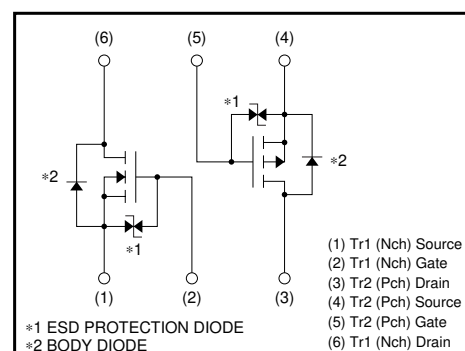 (6) (5) (4)
*1
*2 *2
*1
(1) (2) (3)
(1) Tr1 (Nch) Source
(2) Tr1 (Nch) Gate
(3) Tr2 (Pch) Drain
(4) Tr2 (Pch) Source
(5) Tr2 (Pch) Gate
(6) Tr1 (Nch) Drain
*1 ESD PROTECTION DIODE
*2 BODY DIODE